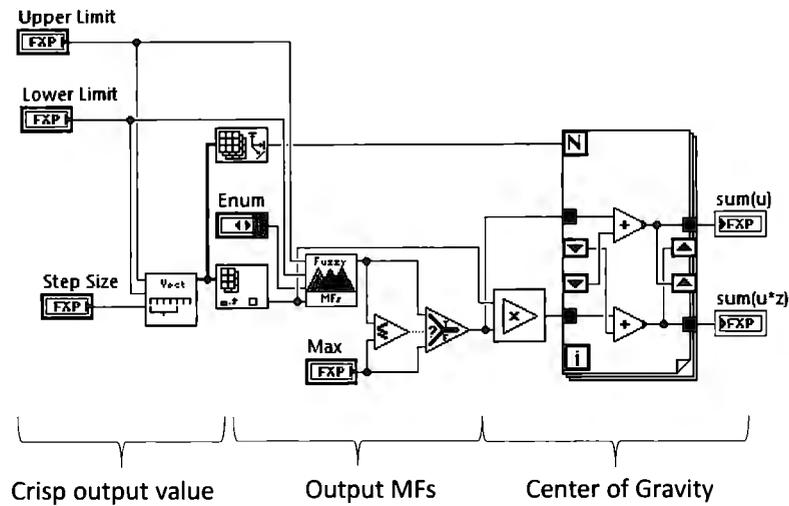 Upper Limit
FXP
Lower Limit
FXP
N
Enum
sum(u)
FXP
Step Size
FXP
Vect
Fuzzy
MFs
+
x
sum(u*z)
FXP
≤
?
T
F
+
Max
FXP
i
Crisp output value
Output MFs
Center of Gravity